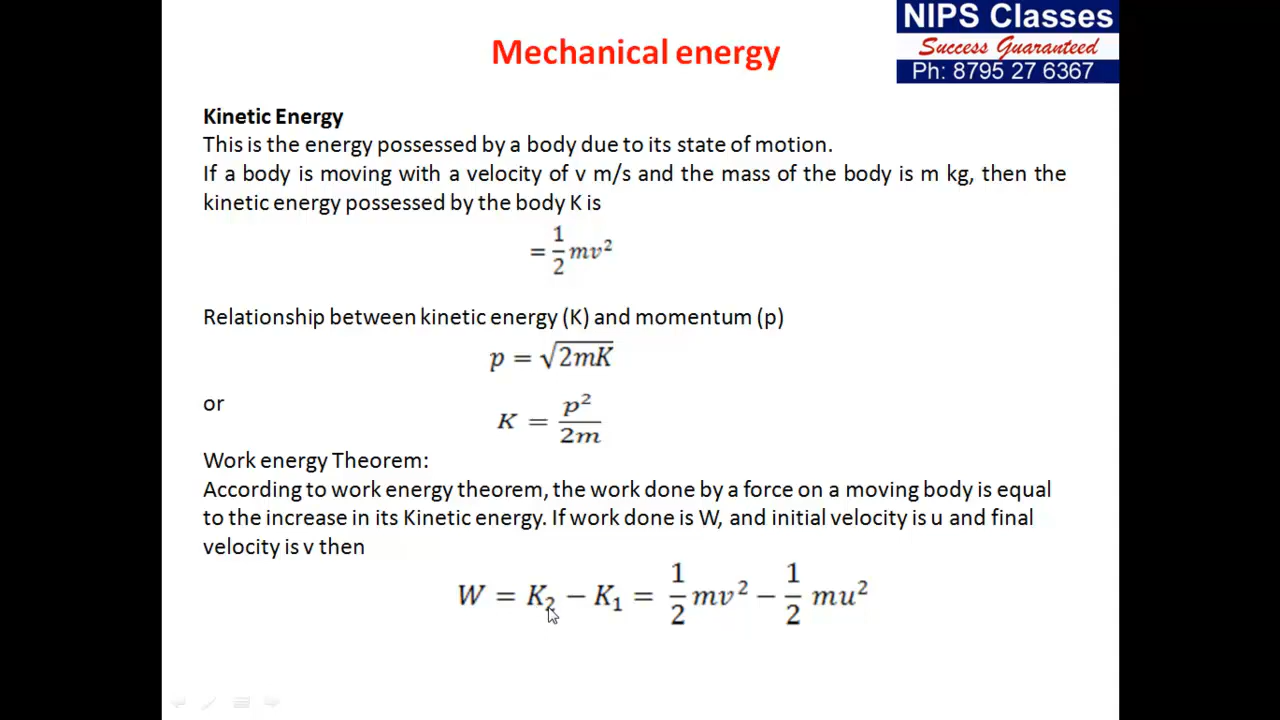 NIPS Classes
Success Guaranteed
Ph: 8795 27 6367
Mechanical energy
Kinetic Energy
This is the energy possessed by a body due to its state of motion.
If a body is moving with a velocity of v m/s and the mass of the body is m kg, then the
kinetic energy possessed by the body K is
= 1/2 mv²
Relationship between kinetic energy (K) and momentum (p)
p = √2mK
or
K = p²/2m
Work energy Theorem:
According to work energy theorem, the work done by a force on a moving body is equal
to the increase in its Kinetic energy. If work done is W, and initial velocity is u and final
velocity is v then
W = K₂ − K₁ = 1/2 mv² − 1/2 mu²